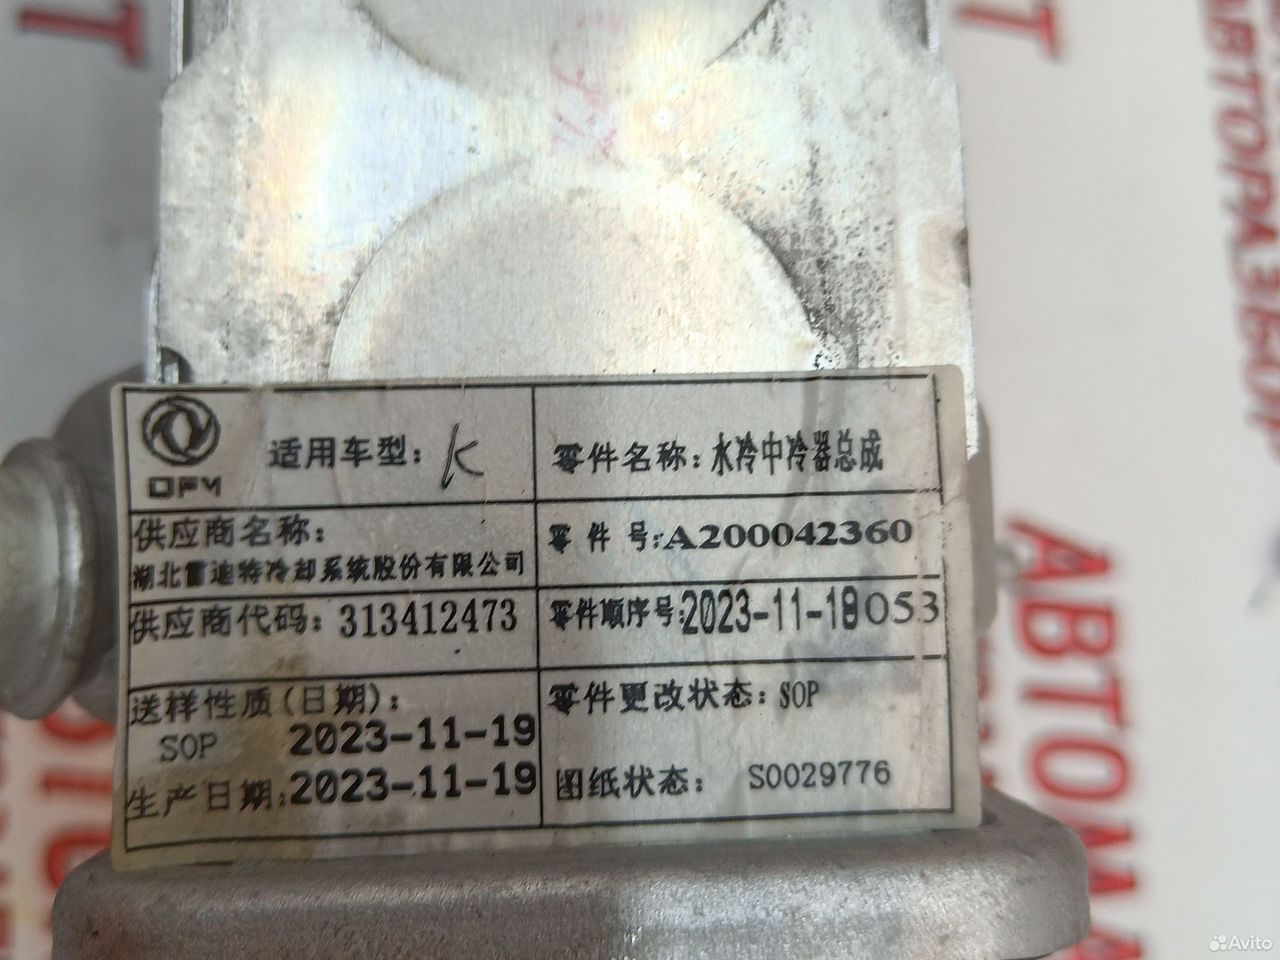 DFM
适用车型: K
零件名称: 水冷中冷器总成
供应商名称:
湖北雷迪特冷却系统股份有限公司
零件号: A200042360
供应商代码: 313412473
零件顺序号: 2023-11-18053
送样性质(日期):
SOP 2023-11-19
零件更改状态: SOP
生产日期: 2023-11-19
图纸状态: S0029776
АВТОРАЗБОР
АВТОМ
Avito